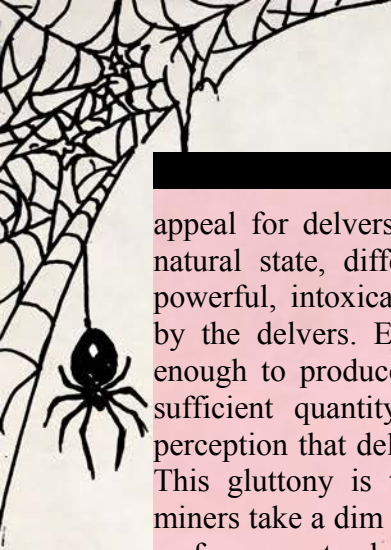 appeal for delvers
natural state, diff
powerful, intoxica
by the delvers. E
enough to produc
sufficient quantity
perception that del
This gluttony is
miners take a dim